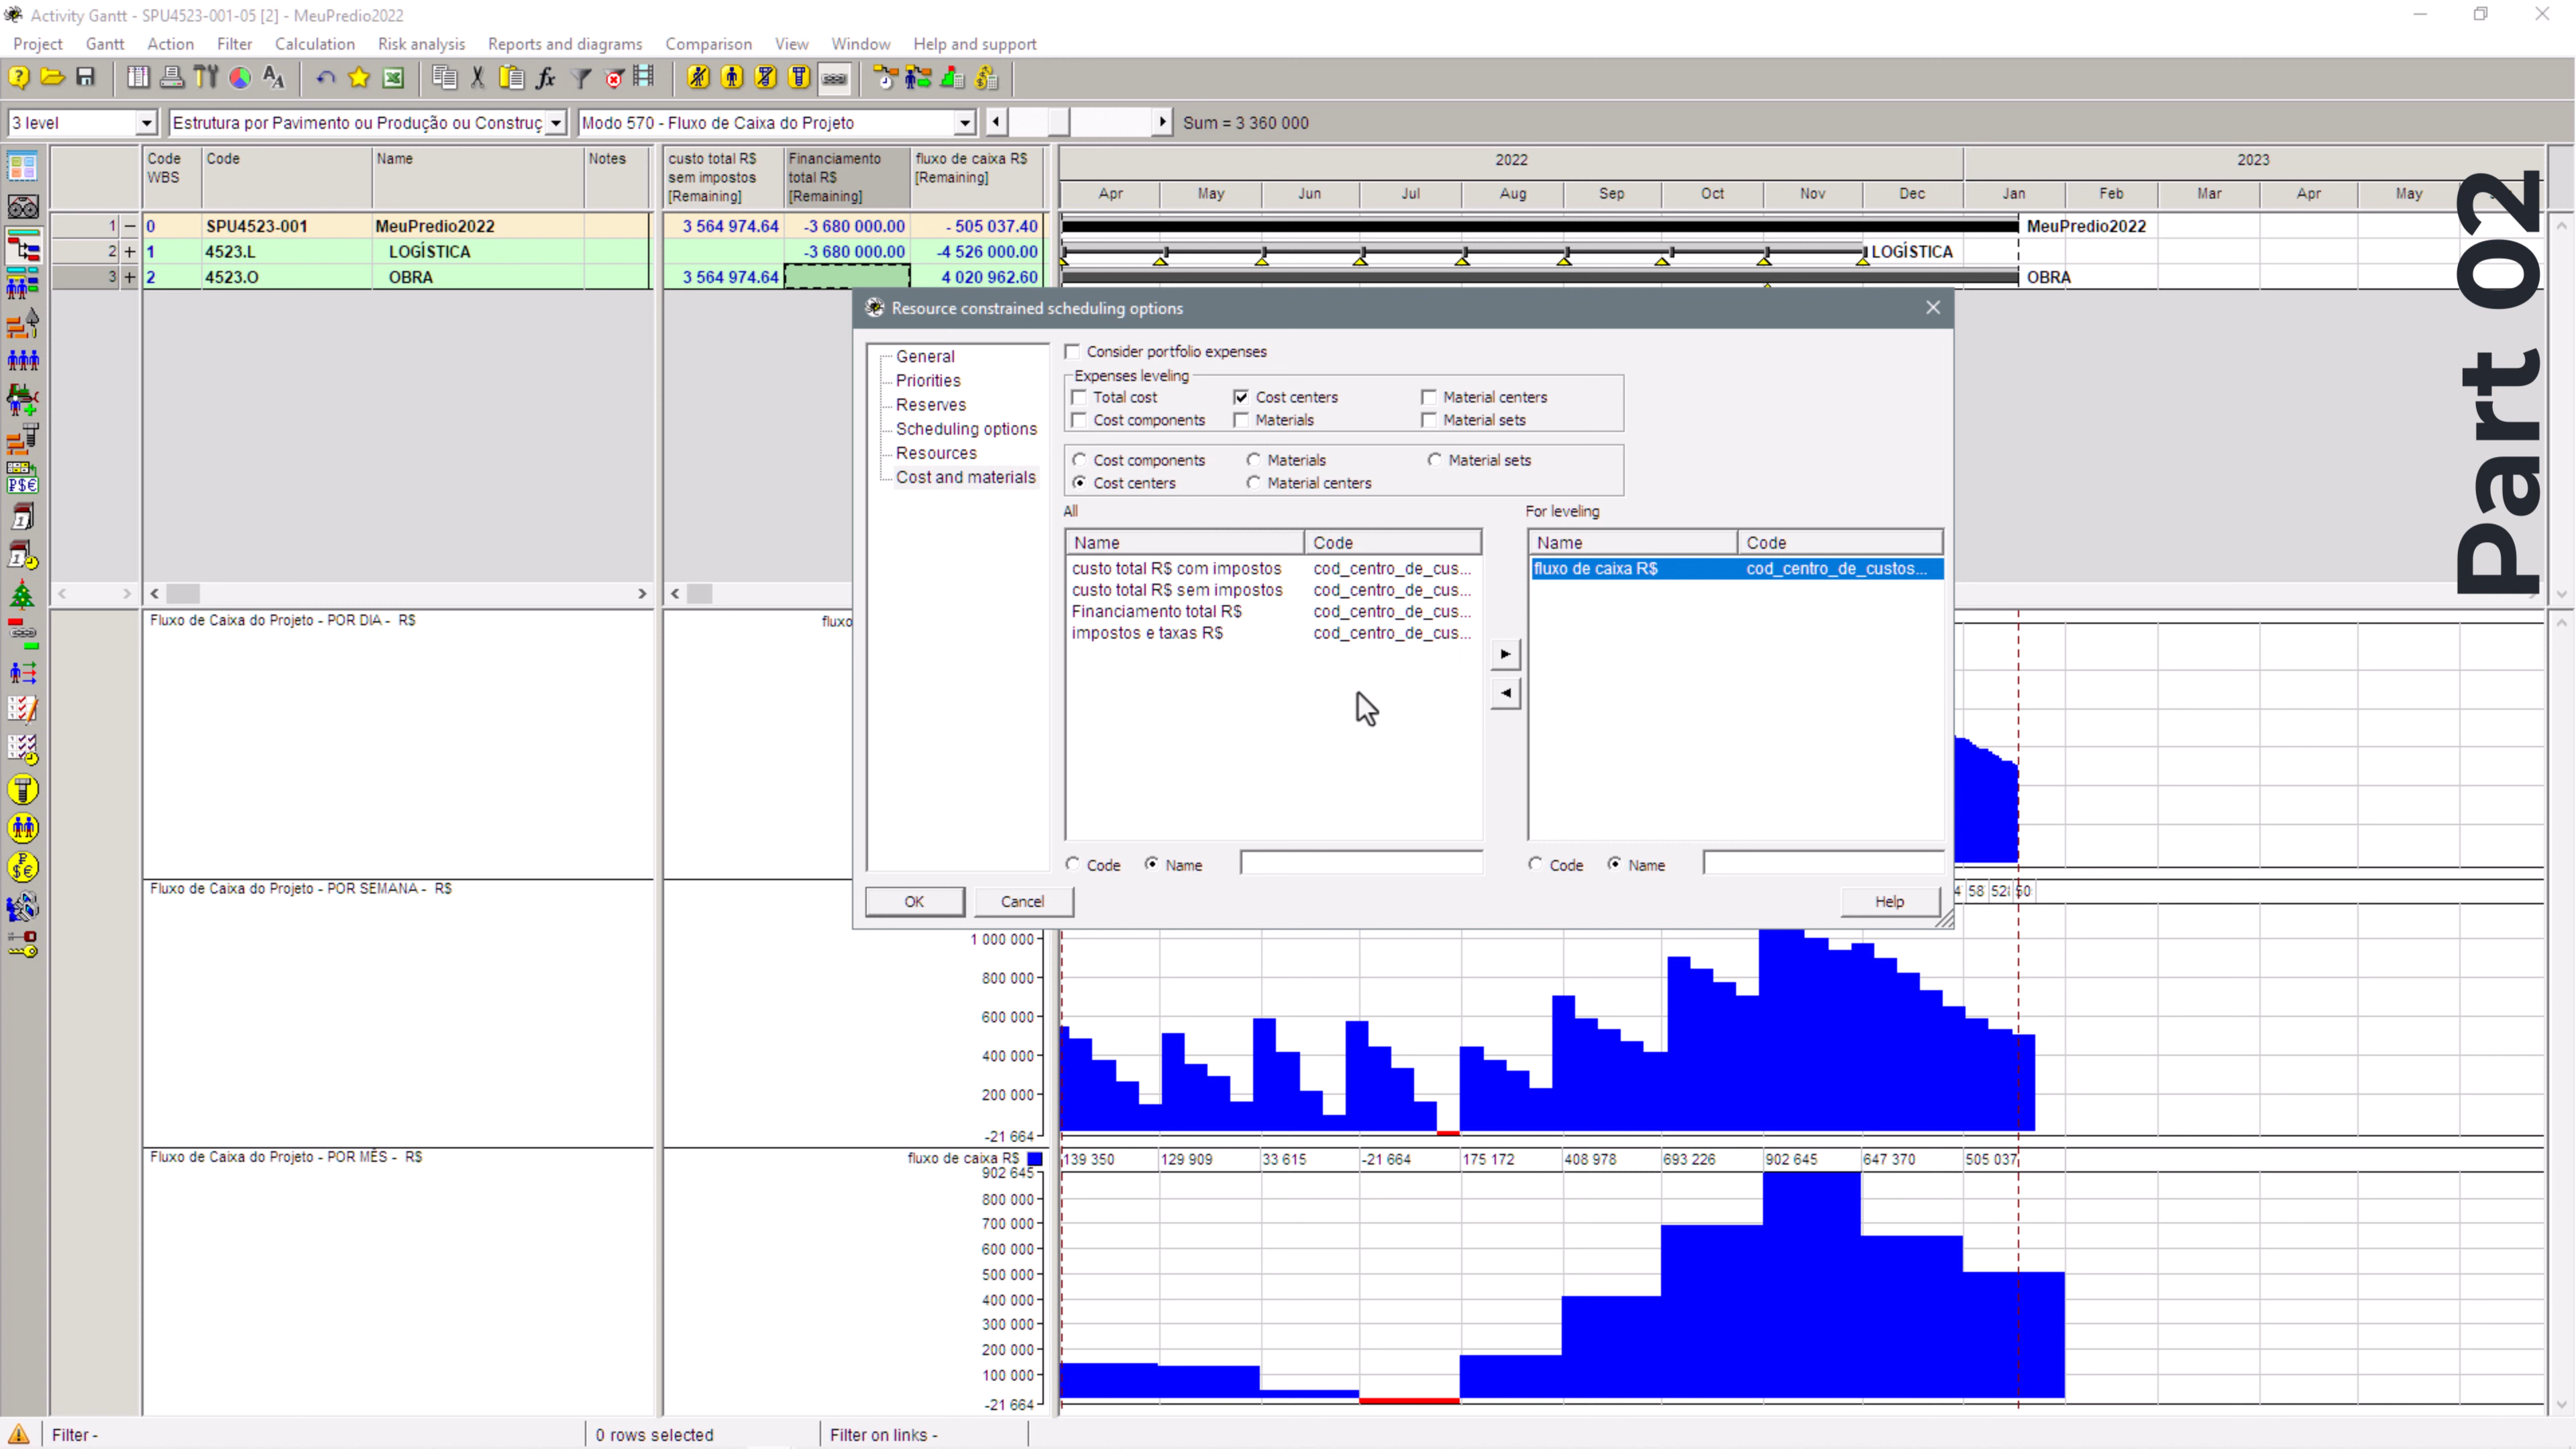 Activity Gantt - SPU4523-001-05 [2] - MeuPredio2022
Project Gantt Action Filter Calculation Risk analysis Reports and diagrams Comparison View Window Help and support
3 level Estrutura por Pavimento ou Produção ou Construç Modo 570 - Fluxo de Caixa do Projeto Sum = 3 360 000
Code WBS Code Name Notes
custo total R$ sem impostos [Remaining]
Financiamento total R$ [Remaining]
fluxo de caixa R$ [Remaining]
2022 2023
Apr May Jun Jul Aug Sep Oct Nov Dec Jan Feb Mar Apr May
1 0 SPU4523-001 MeuPredio2022 3 564 974.64 -3 680 000.00 - 505 037.40 MeuPredio2022
2 + 1 4523.L LOGÍSTICA -3 680 000.00 -4 526 000.00 LOGÍSTICA
3 + 2 4523.O OBRA 3 564 974.64 4 020 962.60 OBRA
Part 02
Resource constrained scheduling options
General
Priorities
Reserves
Scheduling options
Resources
Cost and materials
Consider portfolio expenses
Expenses leveling
Total cost Cost centers Material centers
Cost components Materials Material sets
Cost components Materials Material sets
Cost centers Material centers
All
Name Code
custo total R$ com impostos cod_centro_de_cus...
custo total R$ sem impostos cod_centro_de_cus...
Financiamento total R$ cod_centro_de_cus...
impostos e taxas R$ cod_centro_de_cus...
For leveling
Name Code
fluxo de caixa R$ cod_centro_de_custos...
Code Name
Code Name
OK Cancel Help
Fluxo de Caixa do Projeto - POR DIA - R$ fluxo
Fluxo de Caixa do Projeto - POR SEMANA - R$
58 52 50
1 000 000
800 000
600 000
400 000
200 000
-21 664
Fluxo de Caixa do Projeto - POR MÊS - R$
fluxo de caixa R$ 139 350 129 909 33 615 -21 664 175 172 408 978 693 226 902 645 647 370 505 037
902 645
800 000
700 000
600 000
500 000
400 000
300 000
200 000
100 000
-21 664
Filter - 0 rows selected Filter on links -